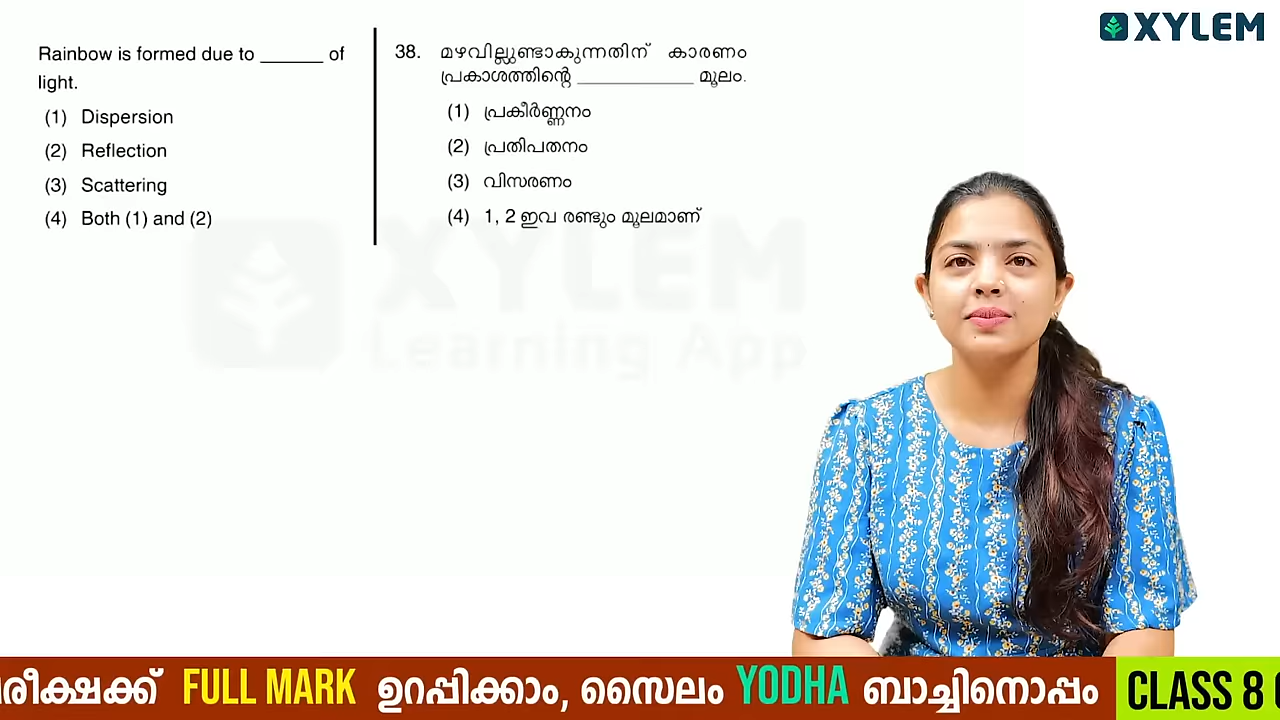 XYLEM
Rainbow is formed due to ______ of
light.
(1) Dispersion
(2) Reflection
(3) Scattering
(4) Both (1) and (2)
38. മഴവില്ലുണ്ടാകുന്നതിന് കാരണം
പ്രകാശത്തിന്റെ ____________ മൂലം.
(1) പ്രകീർണ്ണനം
(2) പ്രതിപതനം
(3) വിസരണം
(4) 1, 2 ഇവ രണ്ടും മൂലമാണ്
XYLEM
Learning App
FULL MARK ഉറപ്പിക്കാം, സൈലം YODHA ബാച്ചിനൊപ്പം
CLASS 8